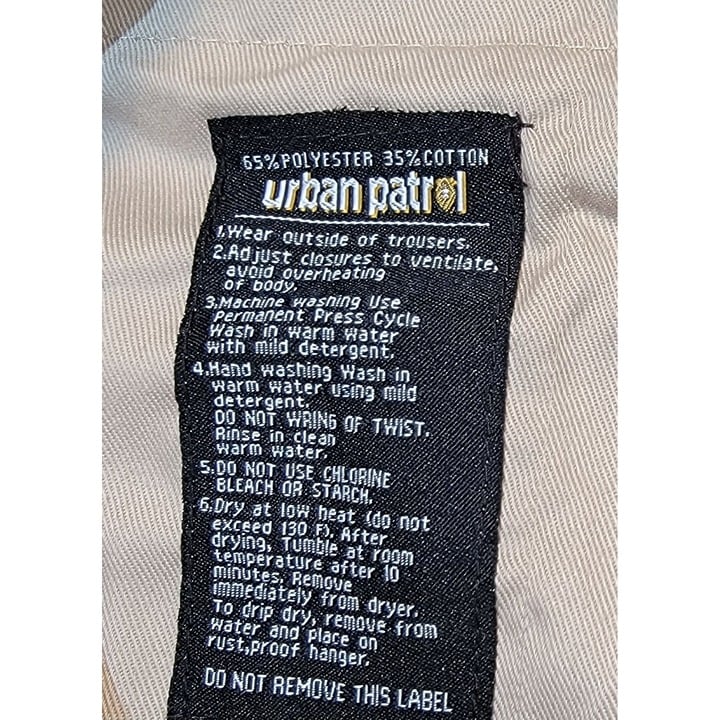 65% POLYESTER 35% COTTON
urban patrol
1.Wear outside of trousers.
2.Adjust closures to ventilate,
avoid overheating
of body.
3.Machine washing Use
Permanent Press Cycle
Wash in warm water
with mild detergent.
4.Hand washing Wash in
warm water using mild
detergent.
DO NOT WRING OF TWIST.
Rinse in clean
warm water.
5.DO NOT USE CHLORINE
BLEACH OR STARCH.
6.Dry at low heat (do not
exceed 130 F). After
drying, Tumble at room
temperature after 10
minutes, Remove
immediately from dryer.
To drip dry, remove from
water and place on
rust,proof hanger.
DO NOT REMOVE THIS LABEL